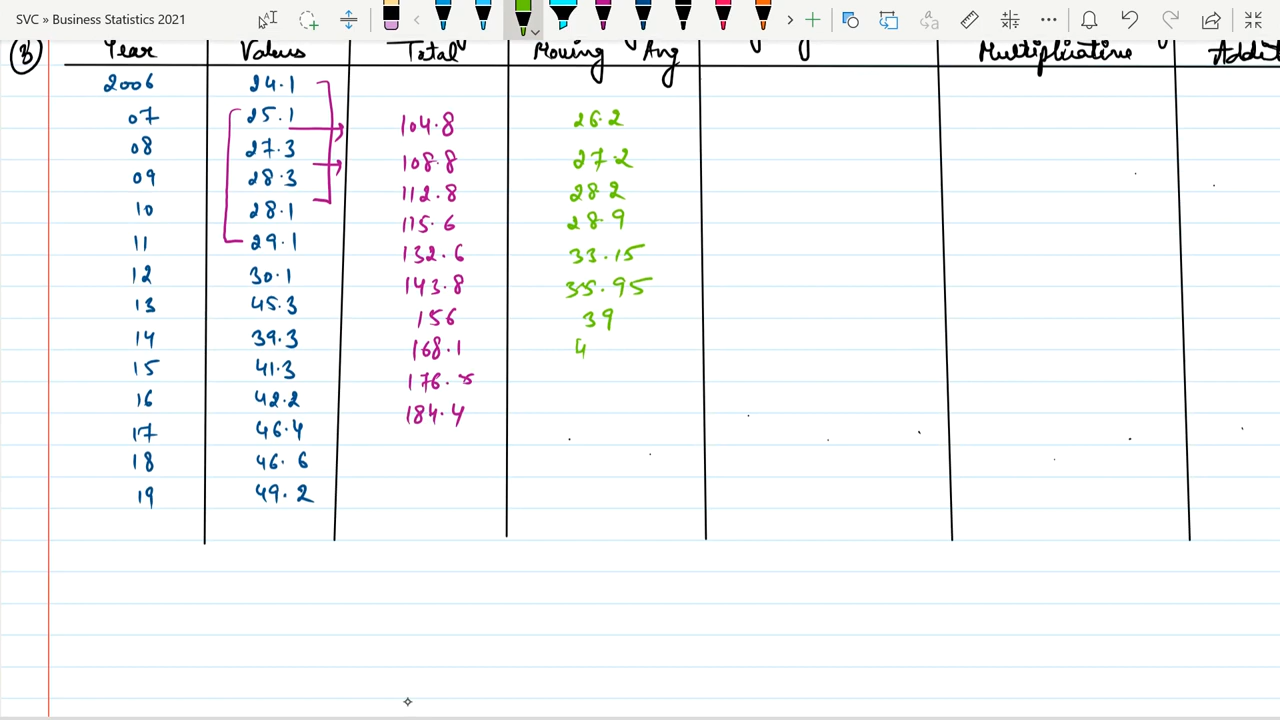 SVC » Business Statistics 2021
(3) Year Values Total Moving Avg Multiplicative Addit
2006 24.1
07 25.1 104.8 26.2
08 27.3 108.8 27.2
09 28.3 112.8 28.2
10 28.1 115.6 28.9
11 29.1 132.6 33.15
12 30.1 143.8 35.95
13 45.3 156 39
14 39.3 168.1 4
15 41.3
16 42.2 184.4
17 46.4
18 46.6
19 49.2